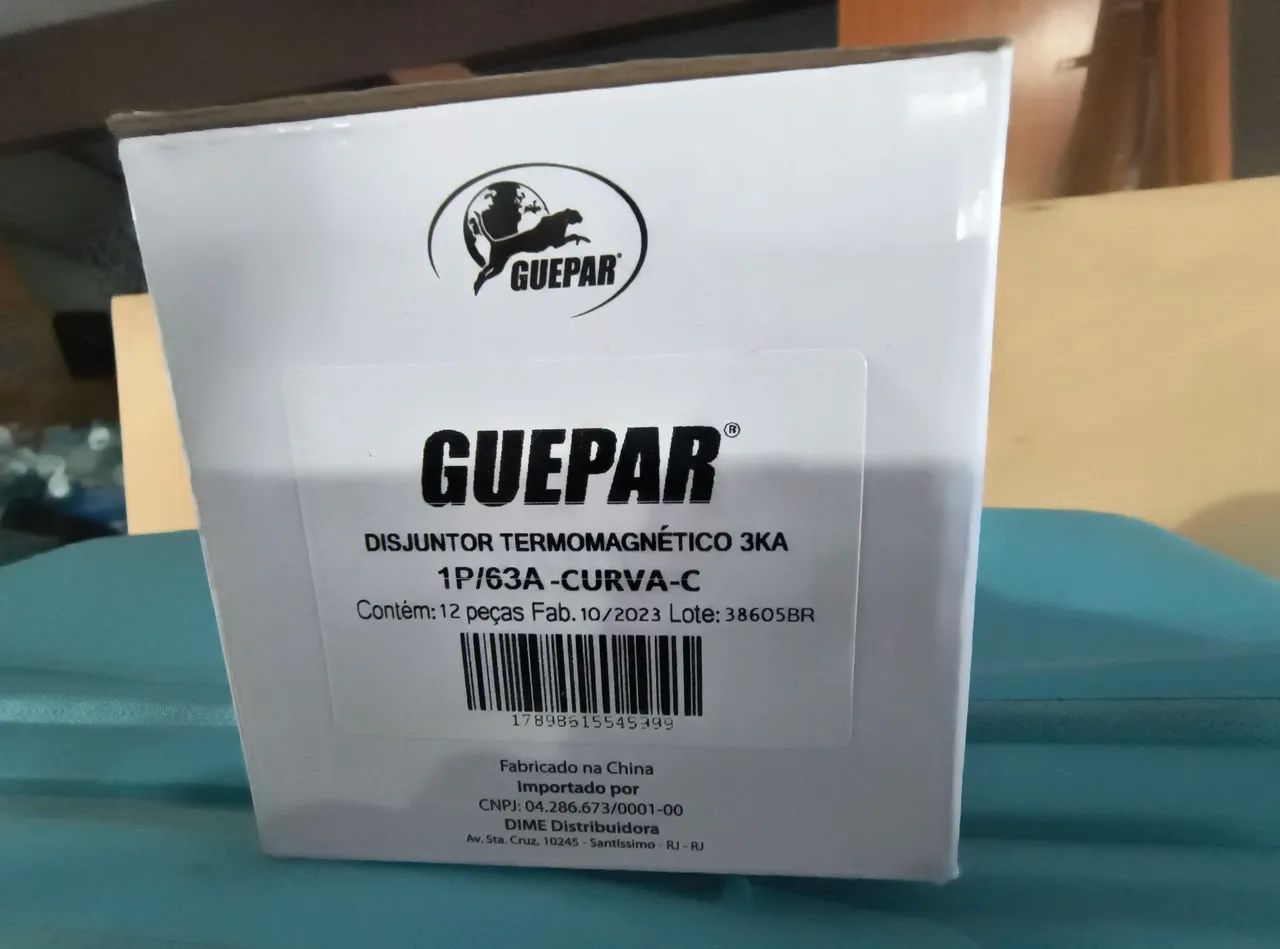 GUEPAR®
GUEPAR®
DISJUNTOR TERMOMAGNÉTICO 3KA
1P/63A -CURVA-C
Contém: 12 peças Fab. 10/2023 Lote: 38605BR
17898615545399
Fabricado na China
Importado por
CNPJ: 04.286.673/0001-00
DIME Distribuidora
Av. Sta. Cruz, 10245 - Santíssimo - RJ - RJ